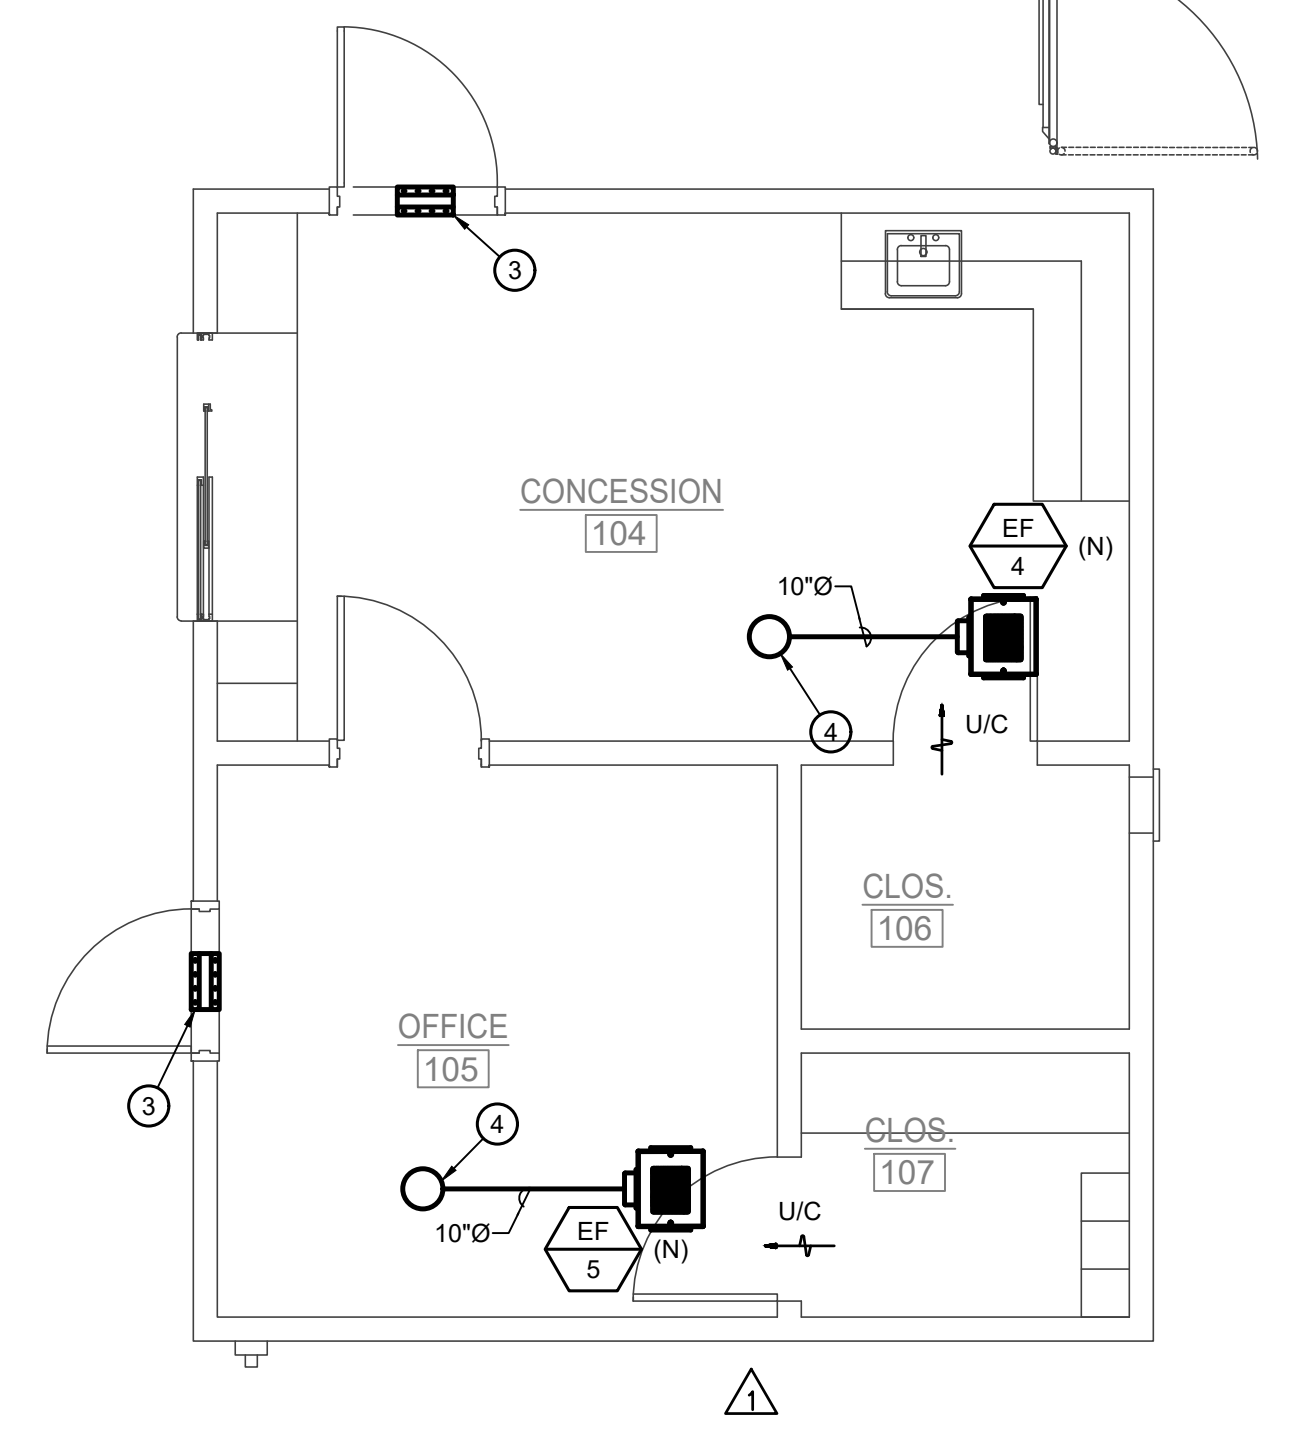 3
CONCESSION
104
EF
4
(N)
10"Ø
4
U/C
CLOS.
106
OFFICE
105
3
4
CLOS.
107
10"Ø
EF
5
(N)
U/C
1